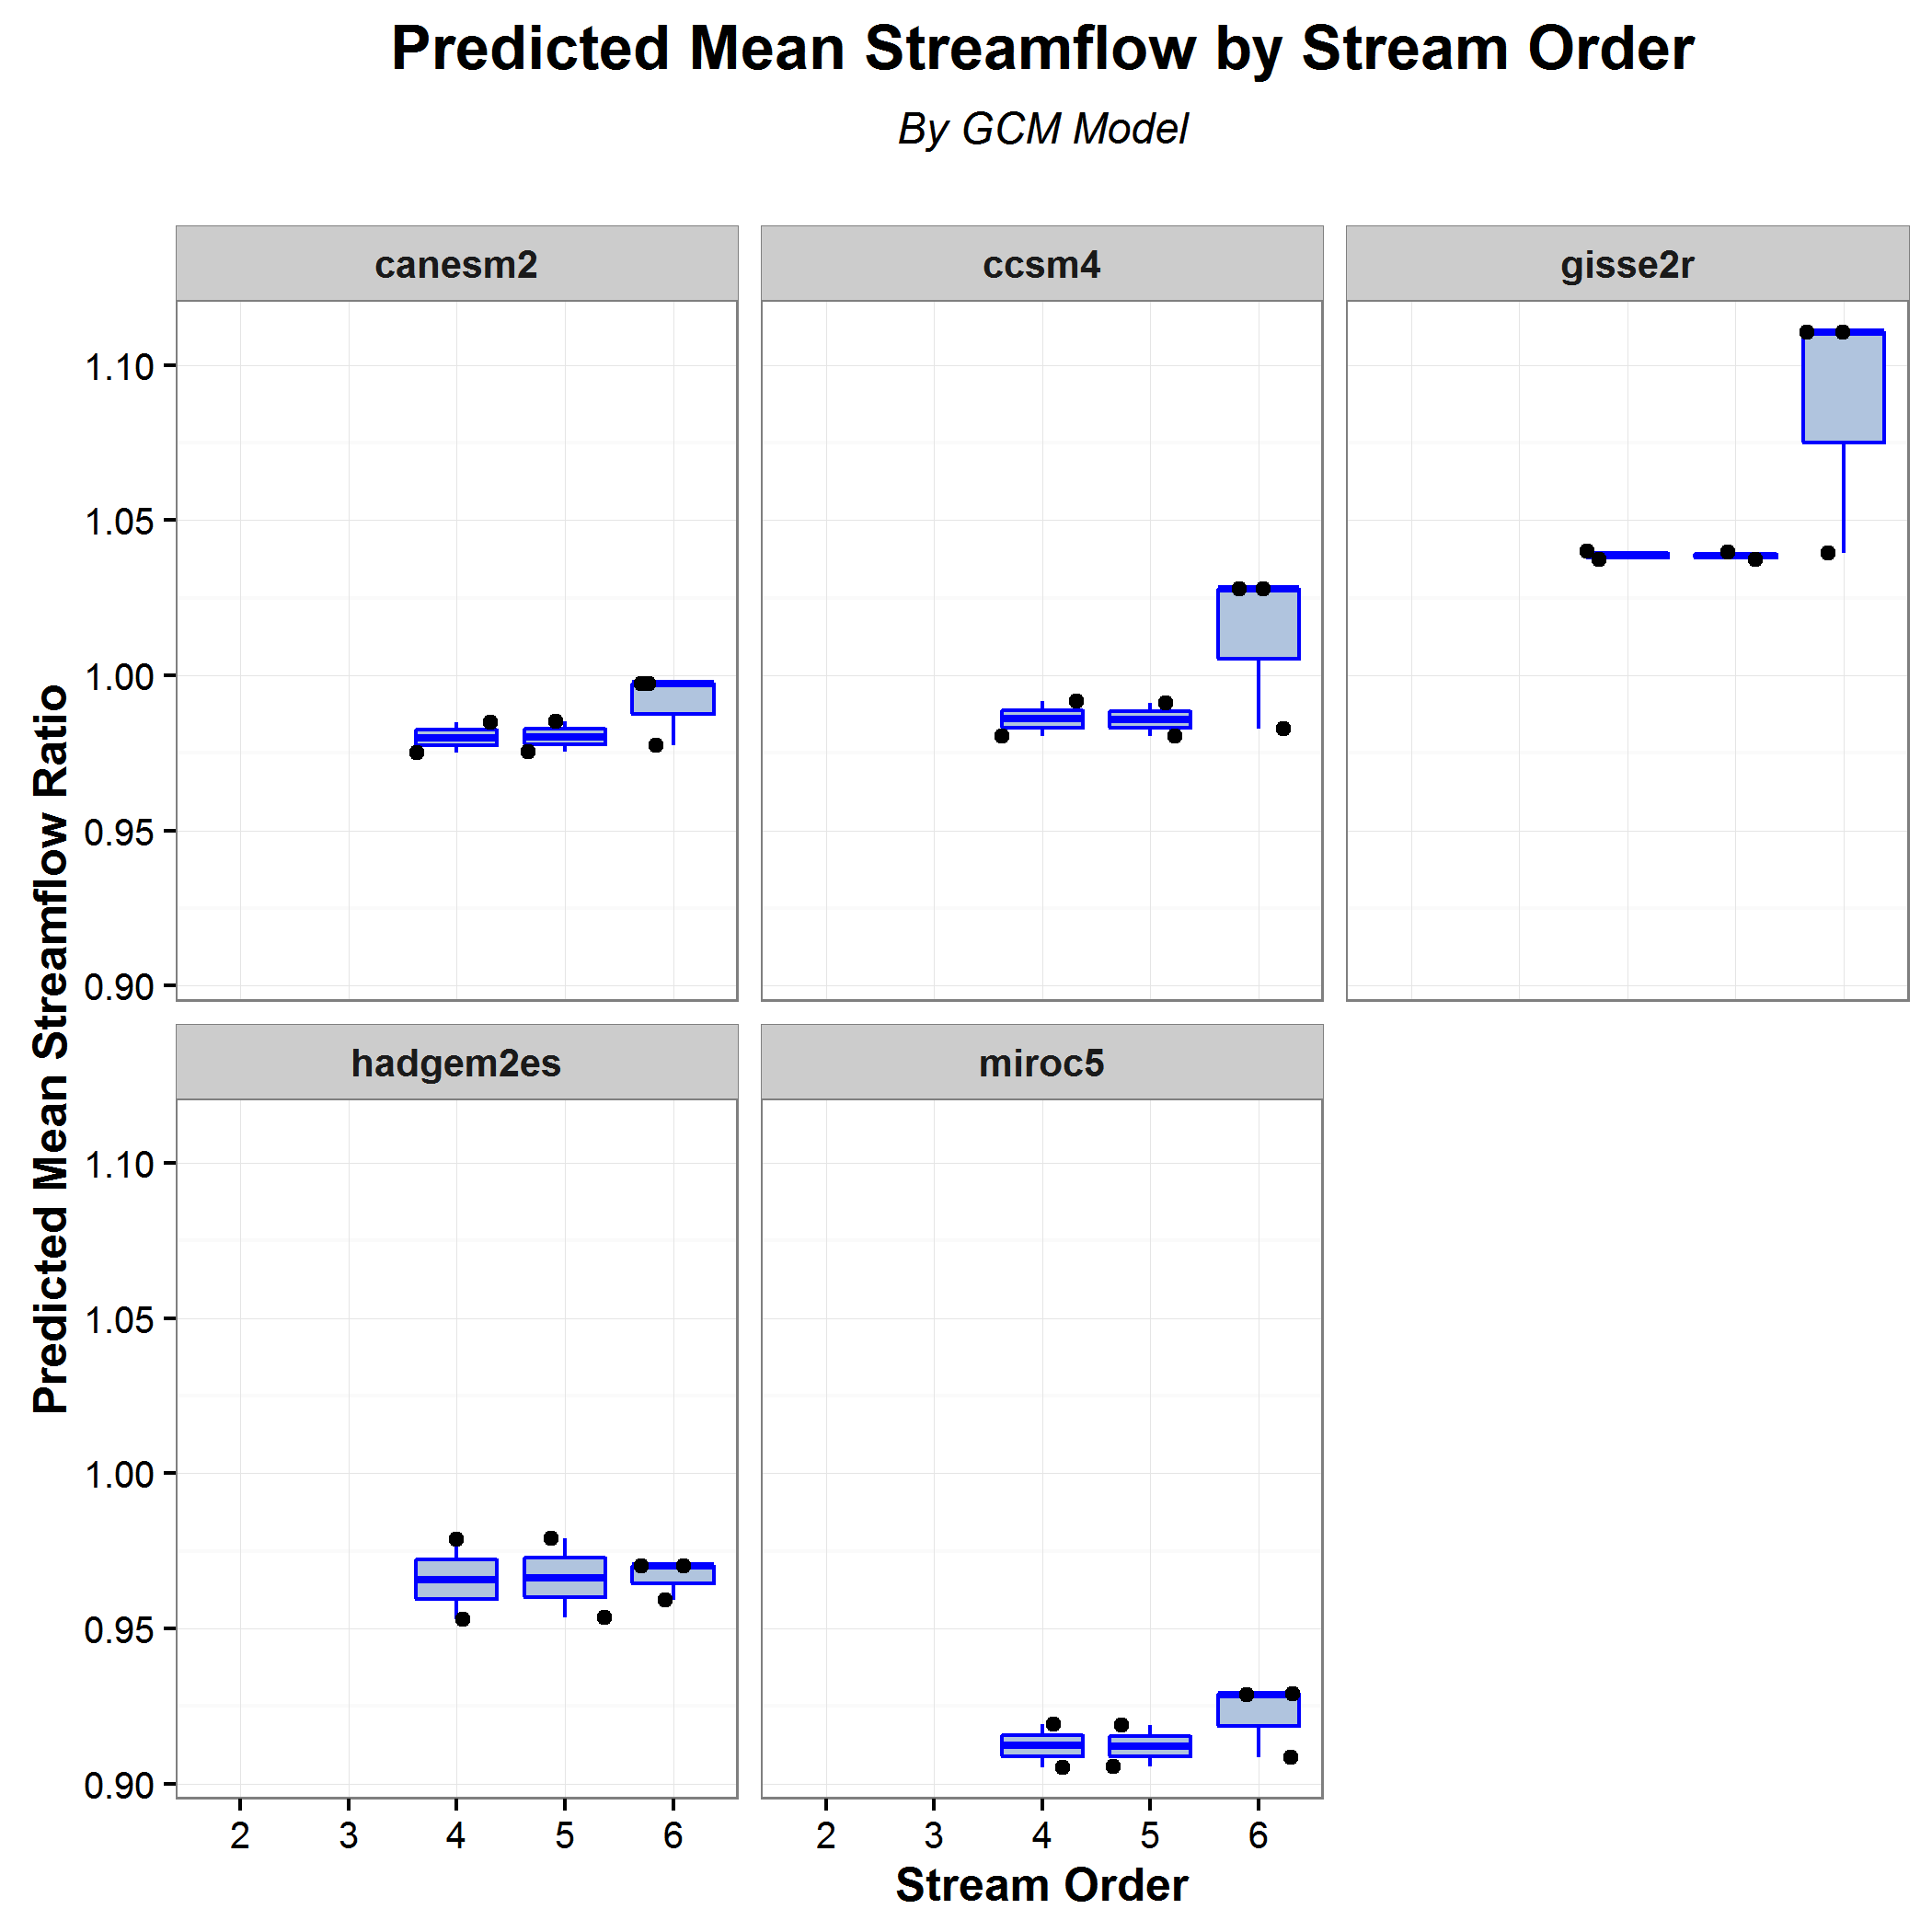 Predicted Mean Streamflow by Stream Order
By GCM Model
canesm2
ccsm4
gisse2r
1.10
1.05
1.00
0.95
0.90
Predicted Mean Streamflow Ratio
hadgem2es
miroc5
1.10
1.05
1.00
0.95
0.90
2 3 4 5 6
2 3 4 5 6
Stream Order